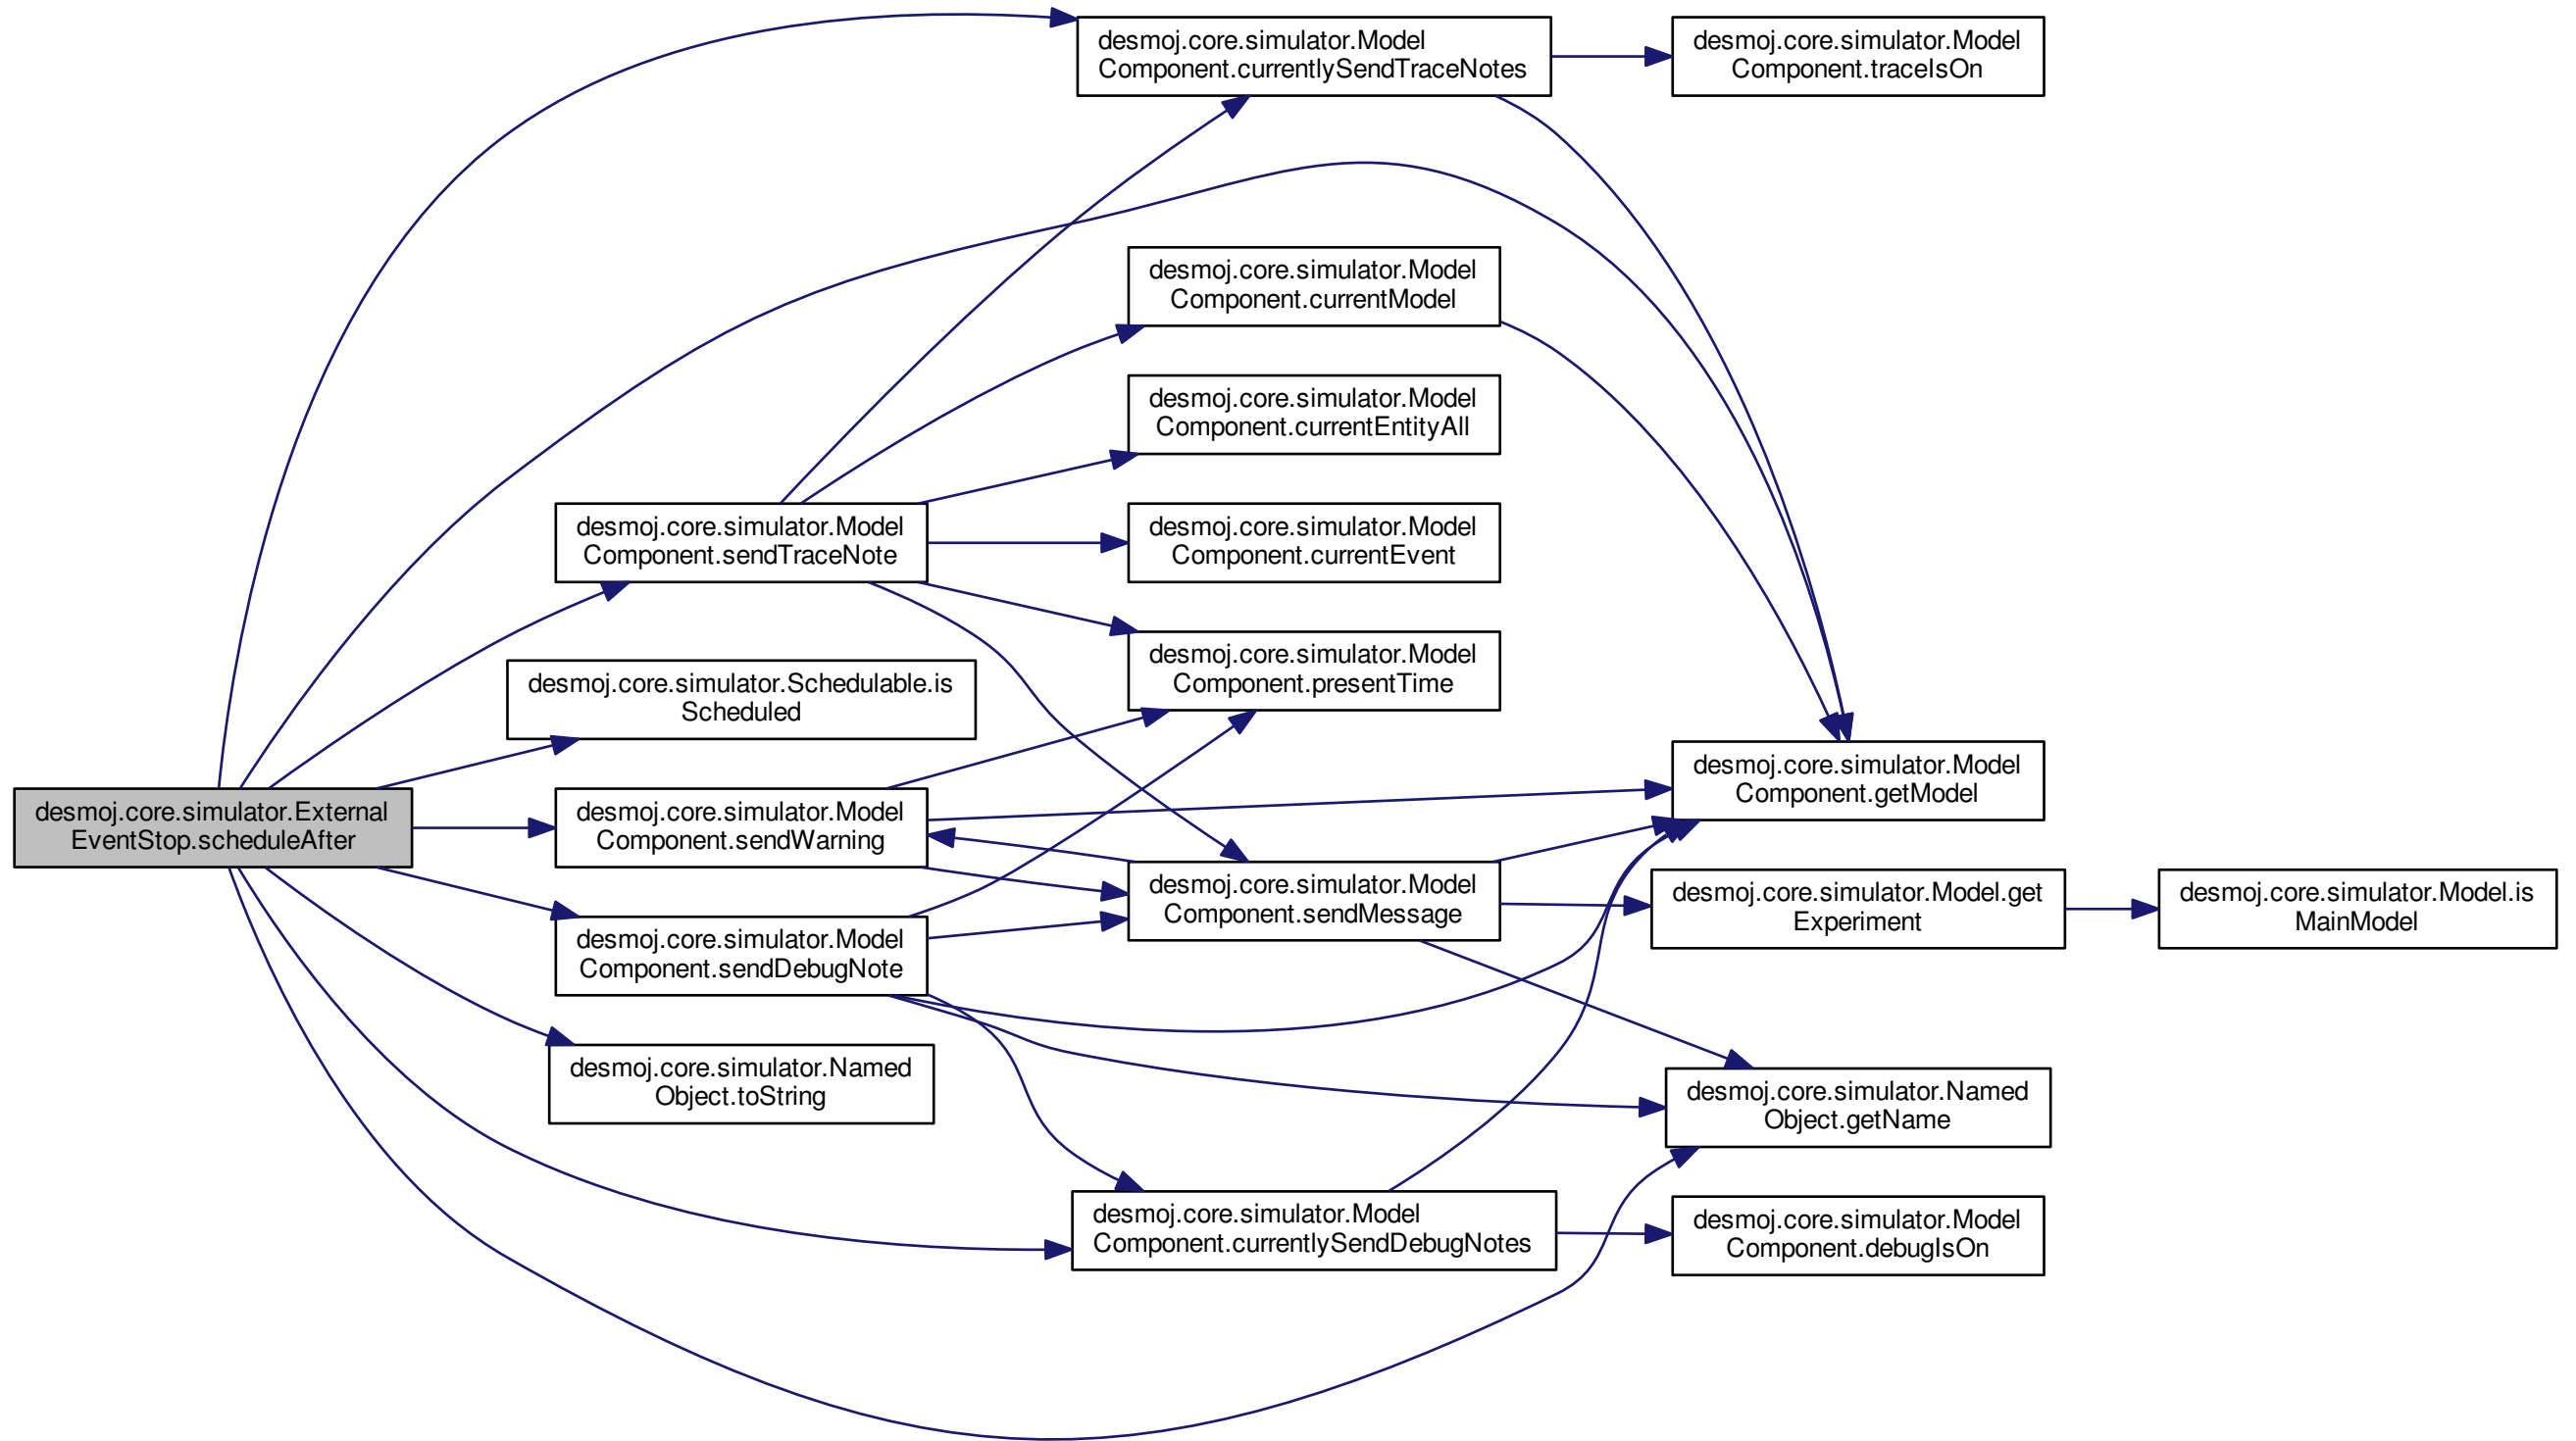 desmoj.core.simulator.Model
Component.currentlySendTraceNotes
desmoj.core.simulator.Model
Component.traceIsOn
desmoj.core.simulator.Model
Component.currentModel
desmoj.core.simulator.Model
Component.currentEntityAll
desmoj.core.simulator.Model
Component.sendTraceNote
desmoj.core.simulator.Model
Component.currentEvent
desmoj.core.simulator.Schedulable.is
Scheduled
desmoj.core.simulator.Model
Component.presentTime
desmoj.core.simulator.External
EventStop.scheduleAfter
desmoj.core.simulator.Model
Component.sendWarning
desmoj.core.simulator.Model
Component.getModel
desmoj.core.simulator.Model
Component.sendMessage
desmoj.core.simulator.Model.get
Experiment
desmoj.core.simulator.Model.is
MainModel
desmoj.core.simulator.Model
Component.sendDebugNote
desmoj.core.simulator.Named
Object.toString
desmoj.core.simulator.Named
Object.getName
desmoj.core.simulator.Model
Component.currentlySendDebugNotes
desmoj.core.simulator.Model
Component.debugIsOn